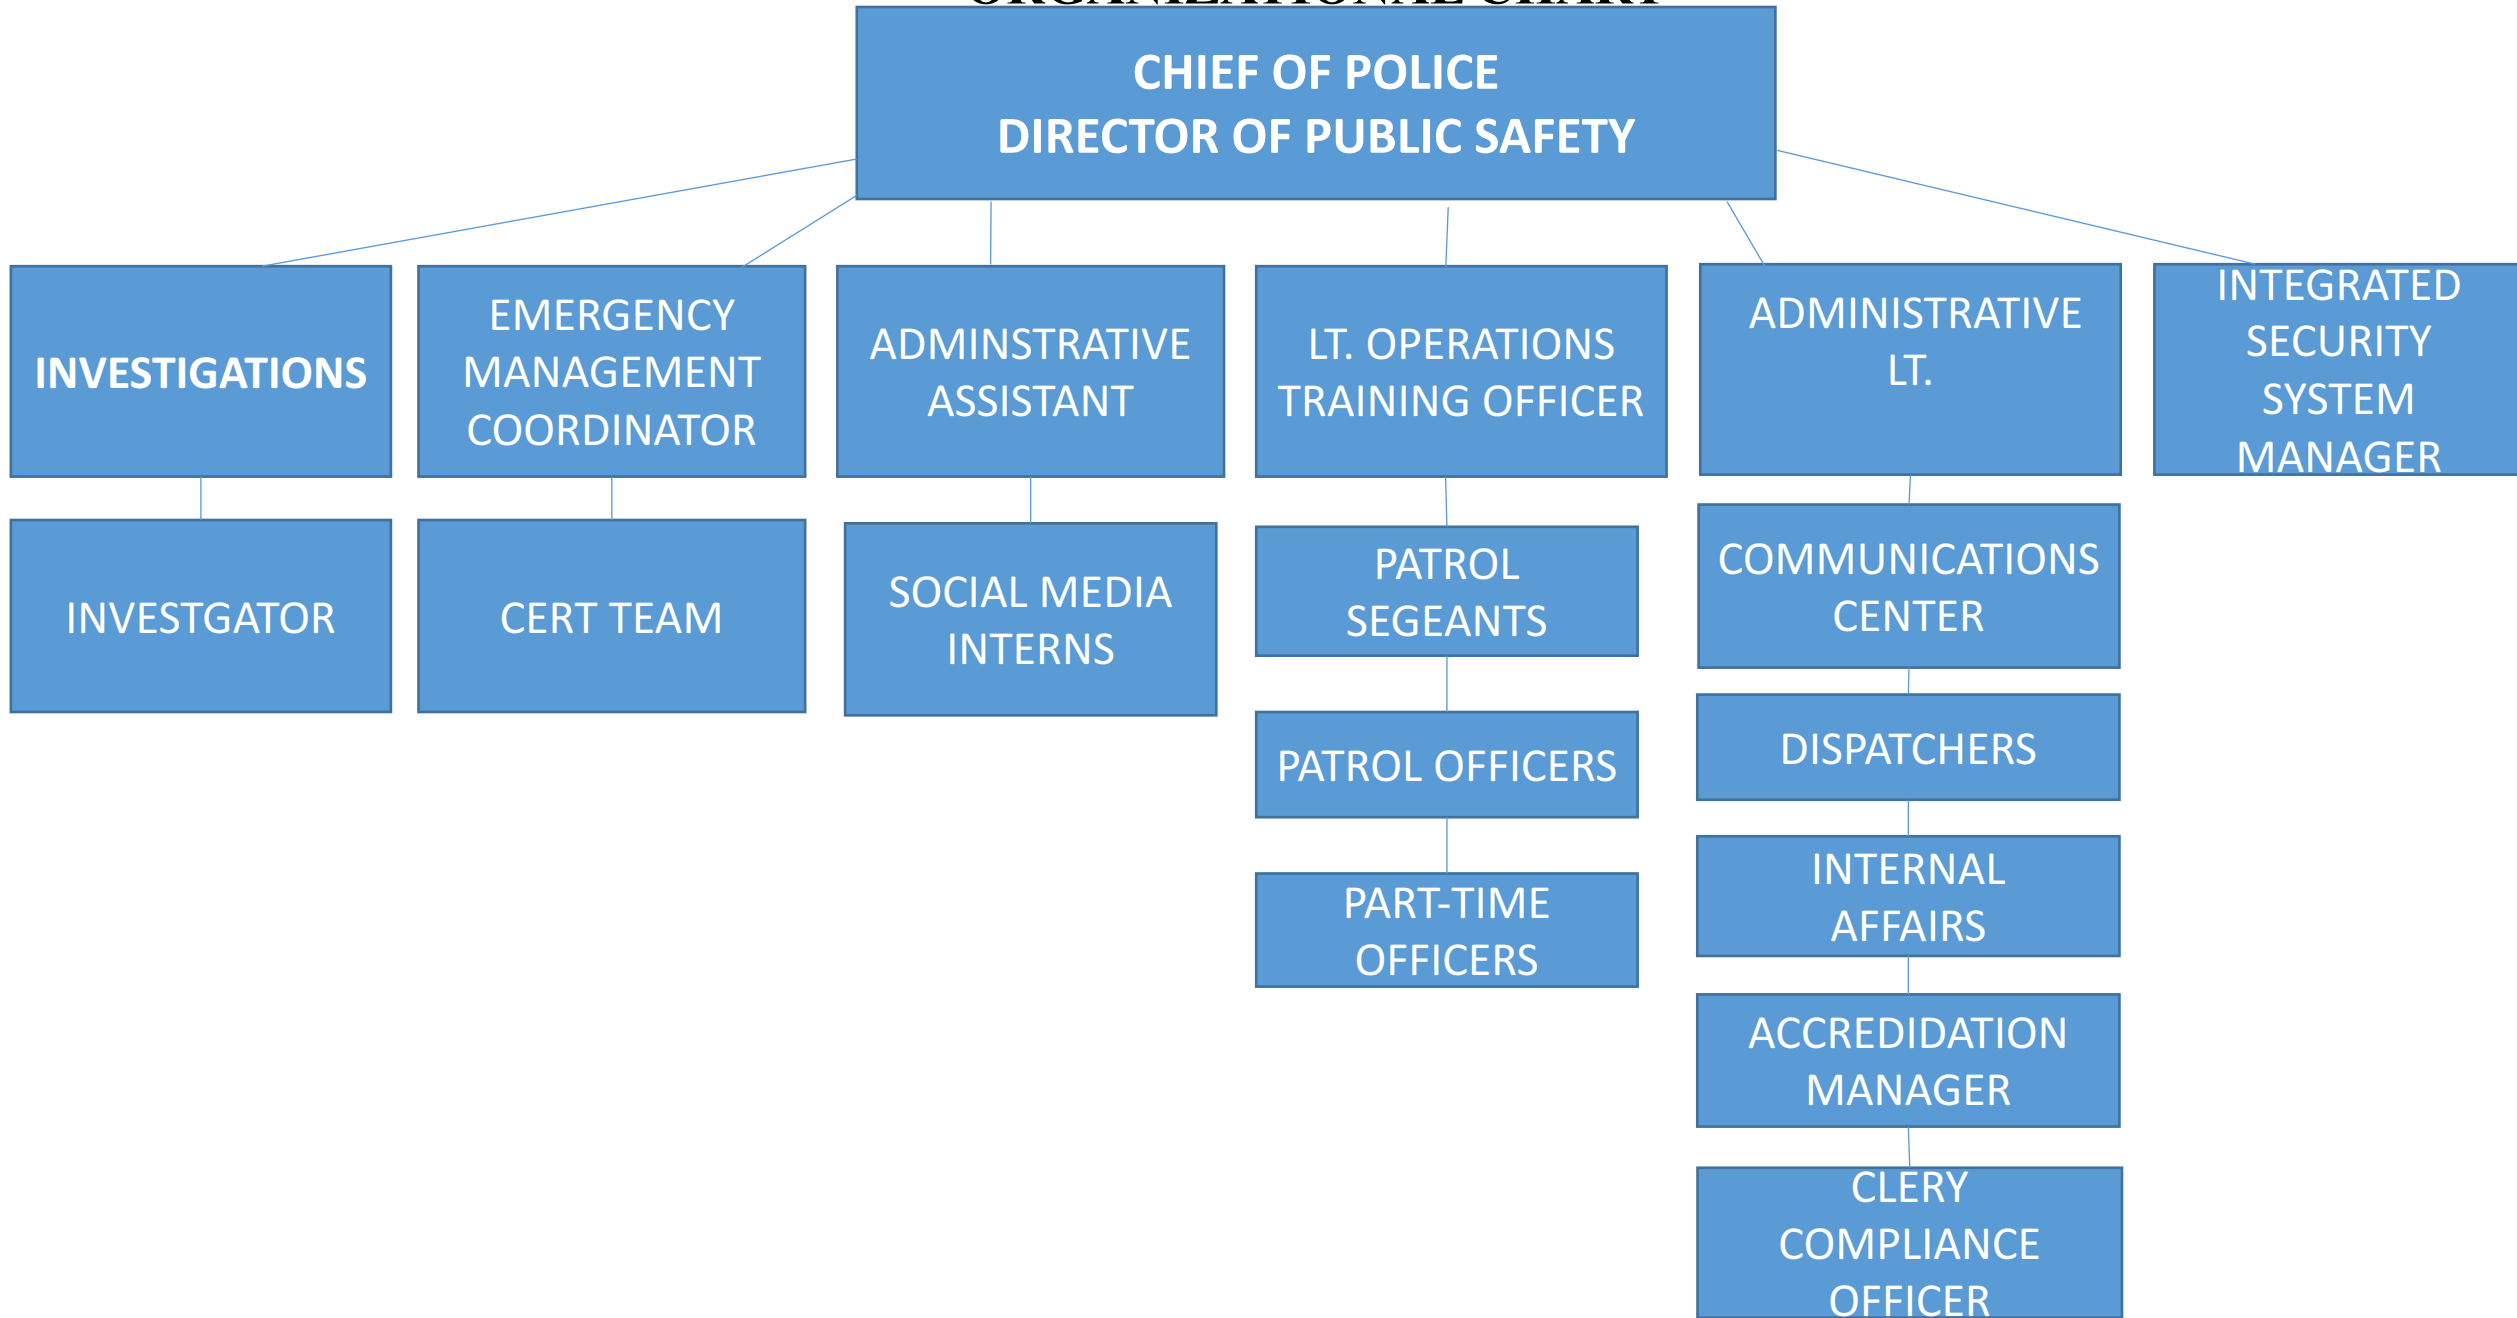 ORGANIZATIONAL CHART
CHIEF OF POLICE
DIRECTOR OF PUBLIC SAFETY
INVESTIGATIONS
EMERGENCY
MANAGEMENT
COORDINATOR
ADMINSTRATIVE
ASSISTANT
LT. OPERATIONS
TRAINING OFFICER
ADMINISTRATIVE
LT.
INTEGRATED
SECURITY
SYSTEM
MANAGER
INVESTGATOR
CERT TEAM
SOCIAL MEDIA
INTERNS
PATROL
SEGEANTS
PATROL OFFICERS
PART-TIME
OFFICERS
COMMUNICATIONS
CENTER
DISPATCHERS
INTERNAL
AFFAIRS
ACCREDIDATION
MANAGER
CLERY
COMPLIANCE
OFFICER